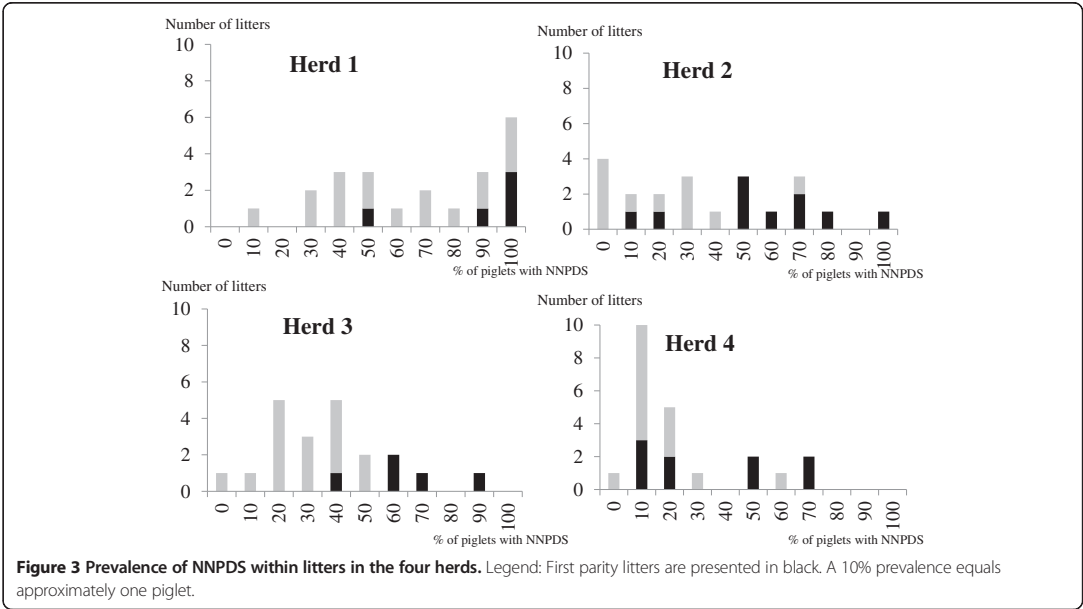 Number of litters
Herd 1
10
8
6
4
2
0
0 10 20 30 40 50 60 70 80 90 100
% of piglets with NNPDS
Number of litters
Herd 2
10
8
6
4
2
0
0 10 20 30 40 50 60 70 80 90 100
% of piglets with NNPDS
Number of litters
Herd 3
10
8
6
4
2
0
0 10 20 30 40 50 60 70 80 90 100
% of piglets with NNPDS
Number of litters
Herd 4
10
8
6
4
2
0
0 10 20 30 40 50 60 70 80 90 100
% of piglets with NNPDS
Figure 3 Prevalence of NNPDS within litters in the four herds. Legend: First parity litters are presented in black. A 10% prevalence equals
approximately one piglet.